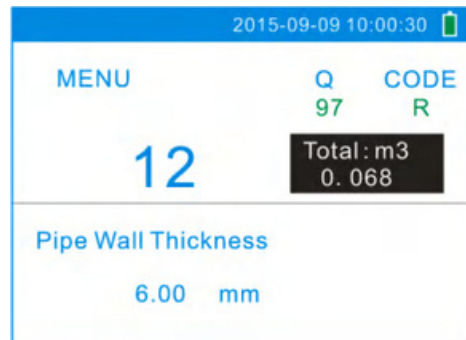 2015-09-09 10:00:30
MENU Q CODE
97 R
12
Total:m3
0.068
Pipe Wall Thickness
6.00 mm